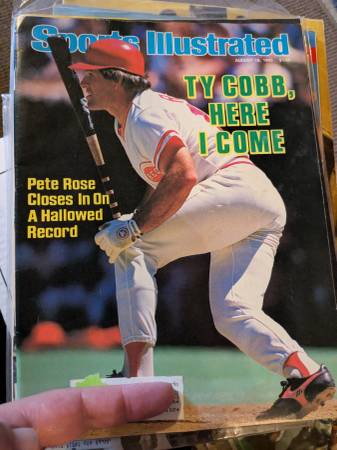 Sports Illustrated
TY COBB,
HERE
I COME
Pete Rose
Closes In On
A Hallowed
Record